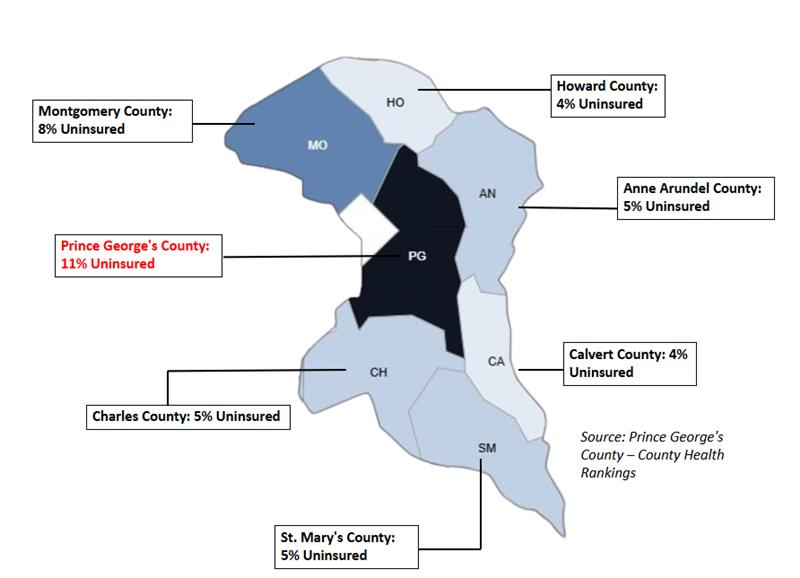 Howard County:
4% Uninsured
HO
Montgomery County:
8% Uninsured
MO
Anne Arundel County:
5% Uninsured
AN
Prince George's County:
11% Uninsured
PG
Calvert County: 4%
Uninsured
CA
CH
Charles County: 5% Uninsured
Source: Prince George's
County – County Health
Rankings
SM
St. Mary's County:
5% Uninsured